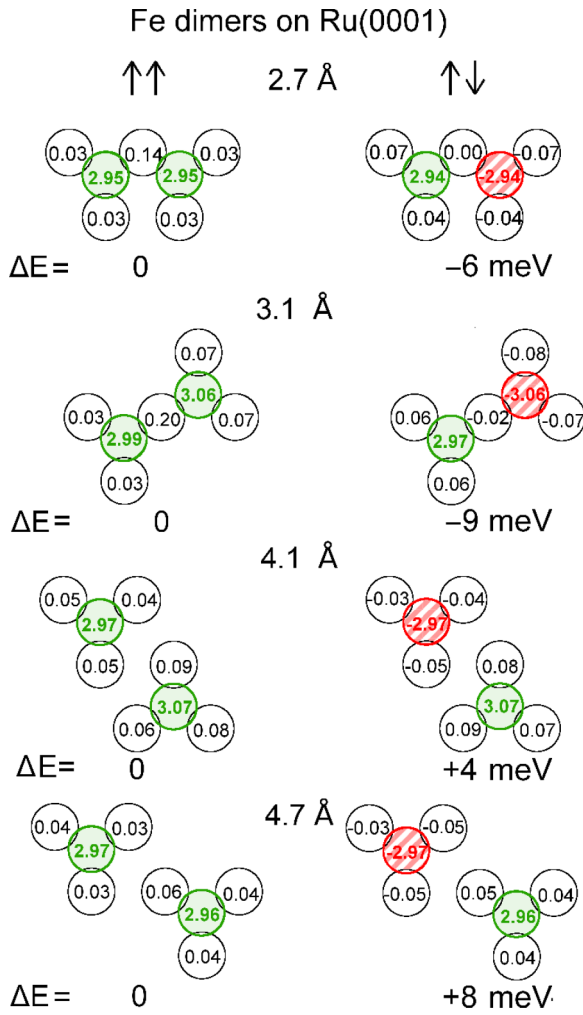 Fe dimers on Ru(0001)
↑↑ 2.7 Å ↑↓
0.03 0.14 0.03 0.07 0.00 -0.07
2.95 2.95 2.94 -2.94
0.03 0.03 0.04 -0.04
ΔE= 0 –6 meV
3.1 Å
0.07 -0.08
3.06 -3.06
0.03 0.20 0.07 0.06 -0.02 -0.07
2.99 2.97
0.03 0.06
ΔE= 0 –9 meV
4.1 Å
0.05 0.04 -0.03 -0.04
2.97 -2.97
0.05 0.09 -0.05 0.08
3.07 3.07
0.06 0.08 0.09 0.07
ΔE= 0 +4 meV
4.7 Å
0.04 0.03 -0.03 -0.05
2.97 -2.97
0.03 0.06 0.04 -0.05 0.05 0.04
2.96 2.96
0.04 0.04
ΔE= 0 +8 meV